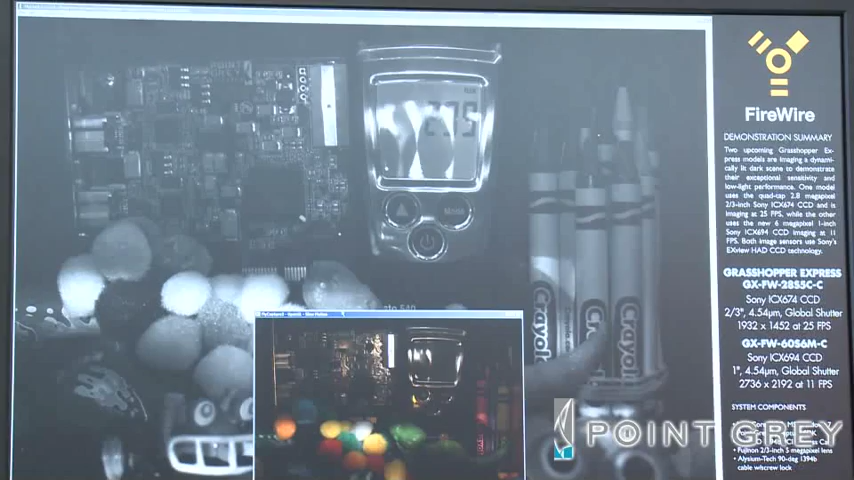 FireWire
DEMONSTRATION SUMMARY
Two upcoming Grasshopper Ex-
press models are imaging a dynami-
cally lit dark scene to demonstrate
their exceptional sensitivity and
low-light performance. One model
uses the quad-tap 2.8 megapixel
2/3-inch Sony ICX674 CCD and is
imaging at 25 FPS, while the other
uses the new 6 megapixel 1-inch
Sony ICX694 CCD imaging at 11
FPS. Both image sensors use Sony's
EXview HAD CCD technology.
GRASSHOPPER EXPRESS
GX-FW-28S5C-C
Sony ICX674 CCD
2/3", 4.54µm, Global Shutter
1932 x 1452 at 25 FPS
GX-FW-60S6M-C
Sony ICX694 CCD
1", 4.54µm, Global Shutter
2736 x 2192 at 11 FPS
SYSTEM COMPONENTS
• Fujinon 2/3-inch 5 megapixel lens
• Alysium-Tech 90-deg 1394b
cable w/screw lock
POINT GREY
MODE
Crayola
Crayola
Crayola